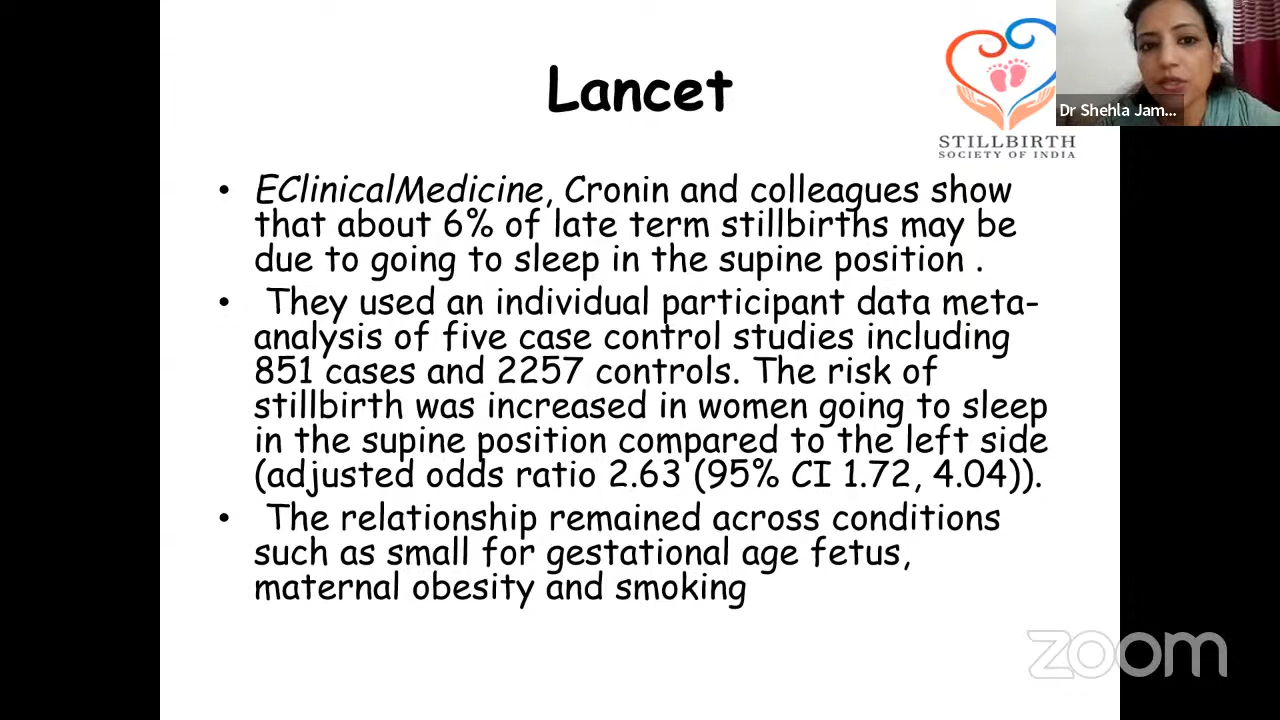 Lancet
STILLBIRTH
SOCIETY OF INDIA
Dr Shehla Jam...
• EClinicalMedicine, Cronin and colleagues show
that about 6% of late term stillbirths may be
due to going to sleep in the supine position .
• They used an individual participant data meta-
analysis of five case control studies including
851 cases and 2257 controls. The risk of
stillbirth was increased in women going to sleep
in the supine position compared to the left side
(adjusted odds ratio 2.63 (95% CI 1.72, 4.04)).
• The relationship remained across conditions
such as small for gestational age fetus,
maternal obesity and smoking
zoom